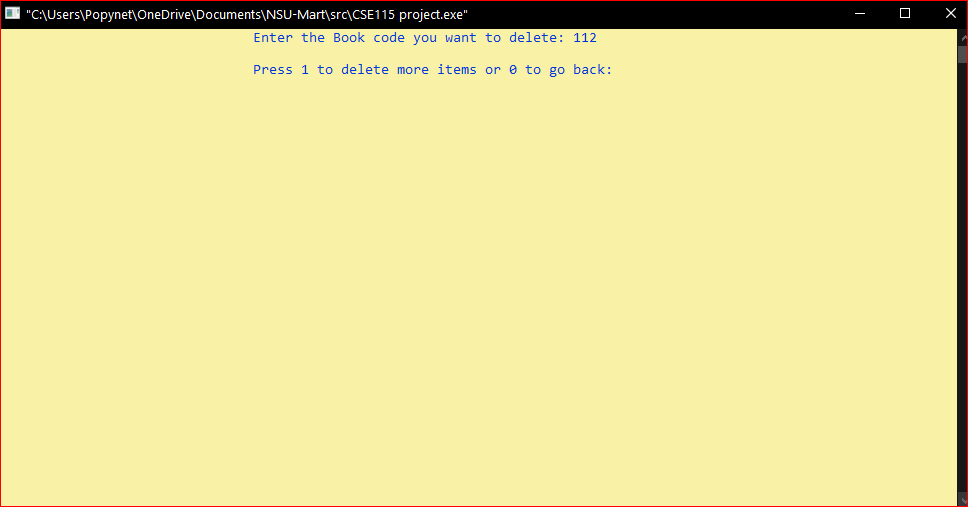 "C:\Users\Popynet\OneDrive\Documents\NSU-Mart\src\CSE115 project.exe"
Enter the Book code you want to delete: 112
Press 1 to delete more items or 0 to go back: